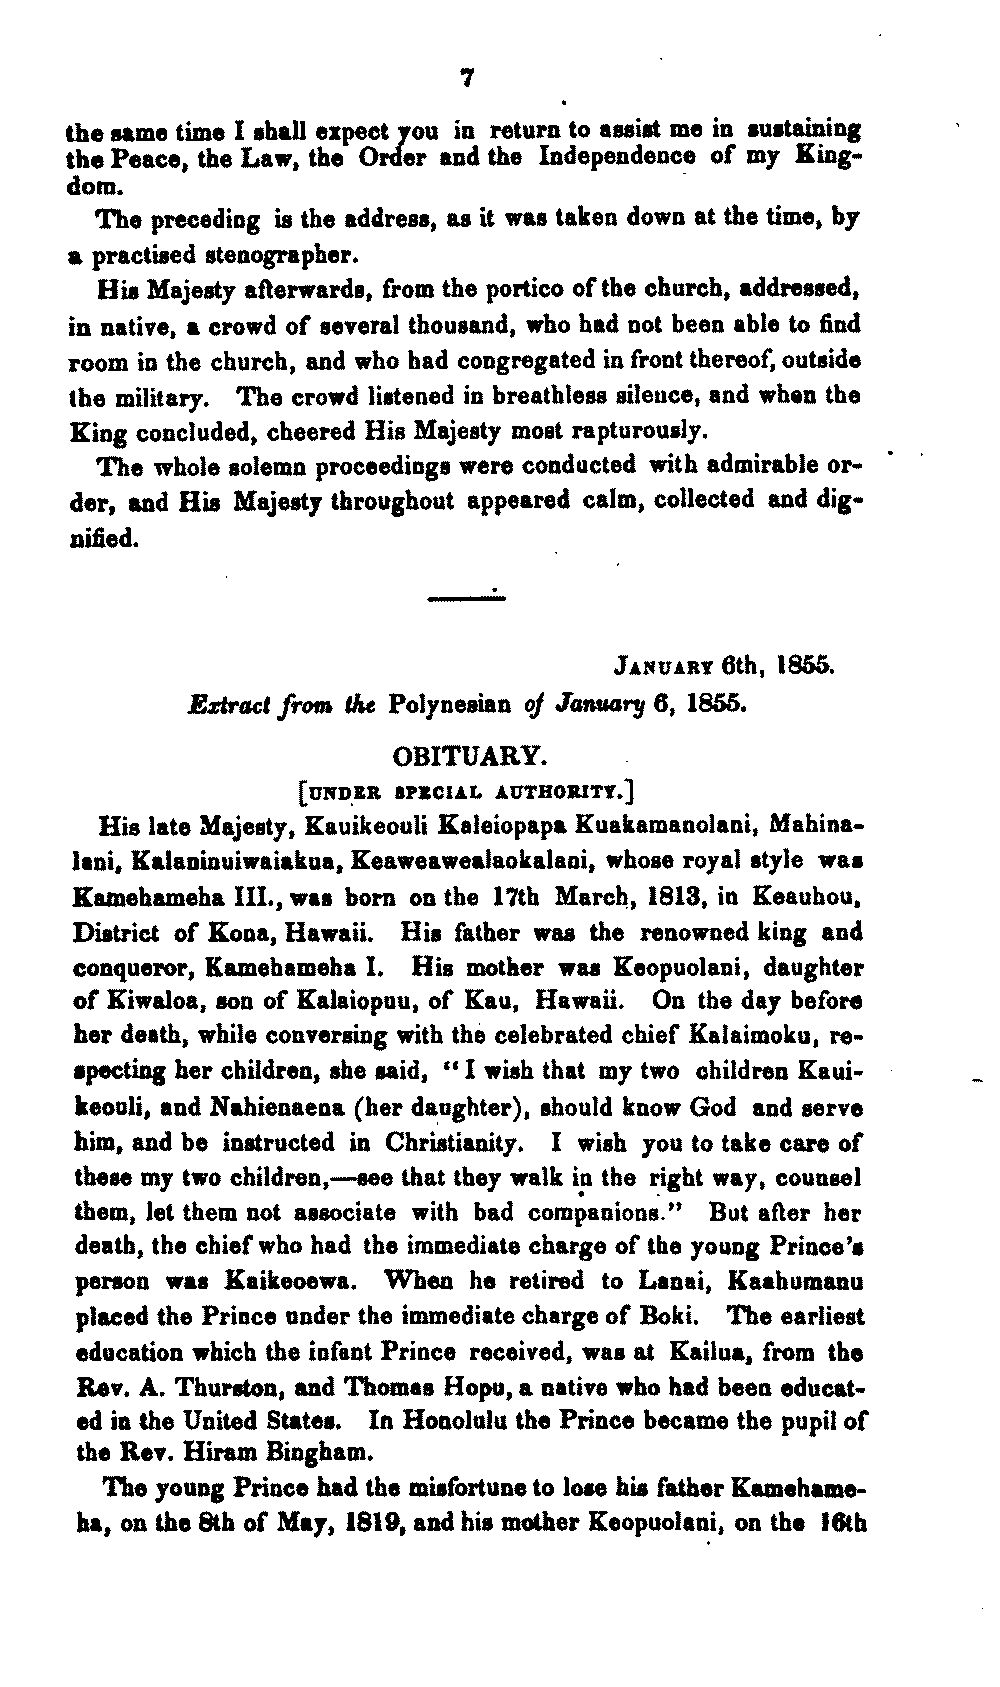 7
the same time I shall expect you in return to assist me in sustaining
the Peace, the Law, the Order and the Independence of my King-
dom.
The preceding is the address, as it was taken down at the time, by
a practised stenographer.
His Majesty afterwards, from the portico of the church, addressed,
in native, a crowd of several thousand, who had not been able to find
room in the church, and who had congregated in front thereof, outside
the military. The crowd listened in breathless silence, and when the
King concluded, cheered His Majesty most rapturously.
The whole solemn proceedings were conducted with admirable or-
der, and His Majesty throughout appeared calm, collected and dig-
nified.
JANUARY 6th, 1855.
Extract from the Polynesian of January 6, 1855.
OBITUARY.
[UNDER SPECIAL AUTHORITY.]
His late Majesty, Kauikeouli Kaleiopapa Kuakamanolani, Mahina-
lani, Kalaninuiwaiakua, Keaweawealaokalani, whose royal style was
Kamehameha III., was born on the 17th March, 1813, in Keauhou,
District of Kona, Hawaii. His father was the renowned king and
conqueror, Kamehameha I. His mother was Keopuolani, daughter
of Kiwaloa, son of Kalaiopuu, of Kau, Hawaii. On the day before
her death, while conversing with the celebrated chief Kalaimoku, re-
specting her children, she said, "I wish that my two children Kaui-
keouli, and Nahienaena (her daughter), should know God and serve
him, and be instructed in Christianity. I wish you to take care of
these my two children,—see that they walk in the right way, counsel
them, let them not associate with bad companions." But after her
death, the chief who had the immediate charge of the young Prince's
person was Kaikeoewa. When he retired to Lanai, Kaahumanu
placed the Prince under the immediate charge of Boki. The earliest
education which the infant Prince received, was at Kailua, from the
Rev. A. Thurston, and Thomas Hopu, a native who had been educat-
ed in the United States. In Honolulu the Prince became the pupil of
the Rev. Hiram Bingham.
The young Prince had the misfortune to lose his father Kamehame-
ha, on the 8th of May, 1819, and his mother Keopuolani, on the 16th